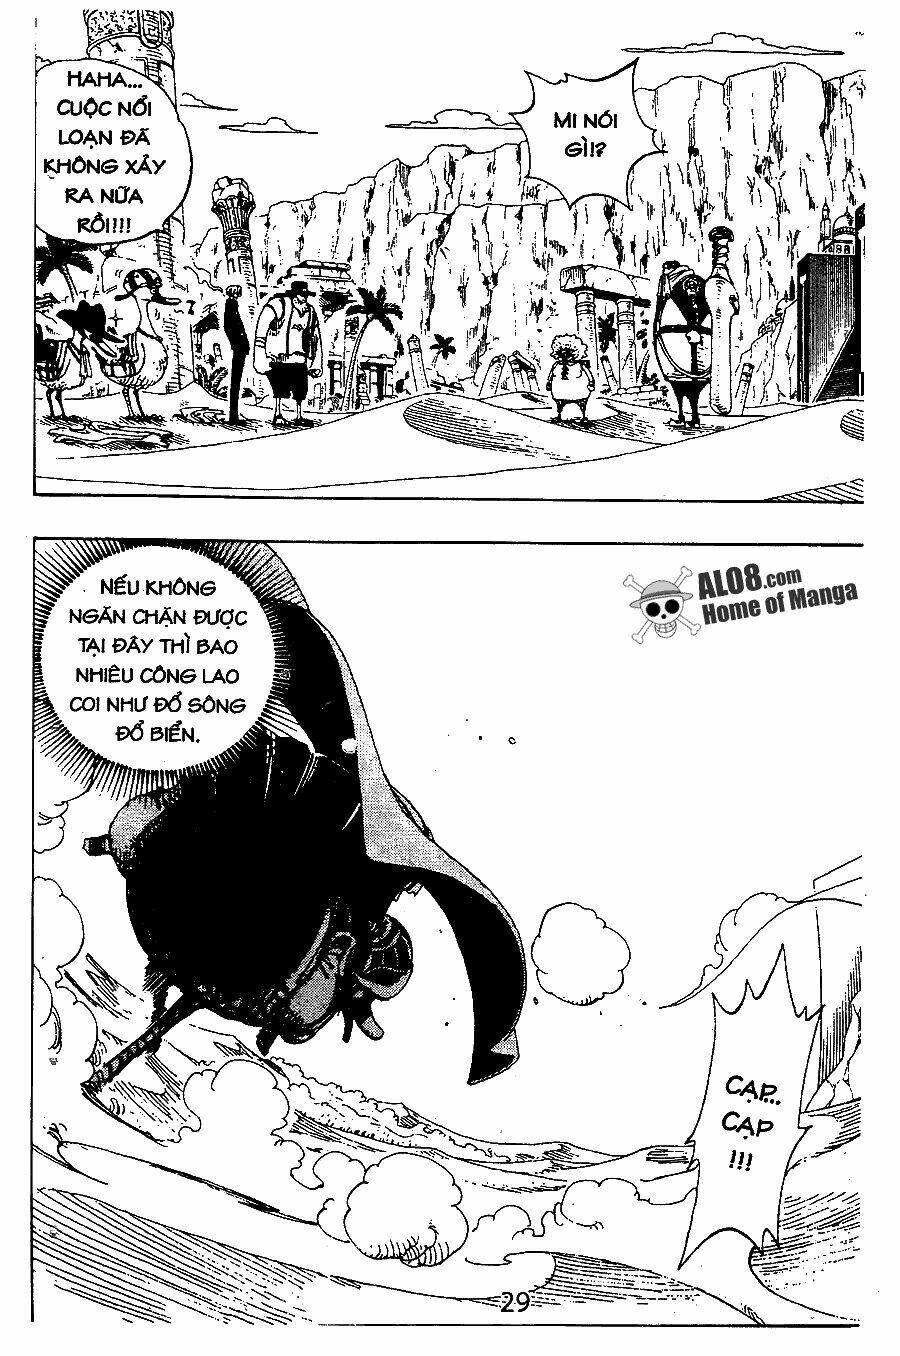 HAHA...
CUỘC NỔI
LOẠN ĐÃ
KHÔNG XẢY
RA NỮA
RỒI!!!
MI NÓI
GÌ!?
NẾU KHÔNG
NGĂN CHẶN ĐƯỢC
TẠI ĐÂY THÌ BAO
NHIÊU CÔNG LAO
COI NHƯ ĐỔ SÔNG
ĐỔ BIỂN.
AL08.com
Home of Manga
CẠP...
CẠP
!!!
29